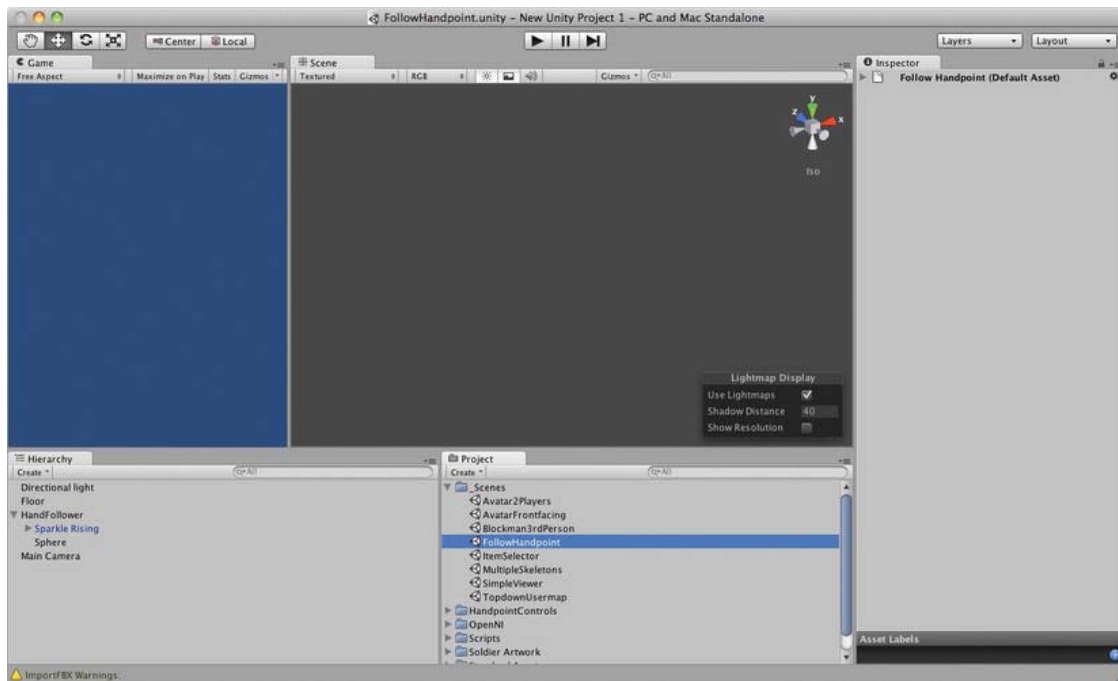 FollowHandpoint.unity – New Unity Project 1 – PC and Mac Standalone
Center Local Layers Layout
Game
Free Aspect Maximize on Play Stats Gizmos
Scene
Textured RGB Gizmos All
y
z
x
Iso
Lightmap Display
Use Lightmaps
Shadow Distance 40
Show Resolution
Inspector
Follow Handpoint (Default Asset)
Hierarchy
Create All
Directional light
Floor
HandFollower
Sparkle Rising
Sphere
Main Camera
Project
Create All
_Scenes
Avatar2Players
AvatarFrontfacing
Blockman3rdPerson
FollowHandpoint
ItemSelector
MultipleSkeletons
SimpleViewer
TopdownUsermap
HandpointControls
OpenNI
Scripts
Soldier Artwork
Asset Labels
ImportFBX Warnings: